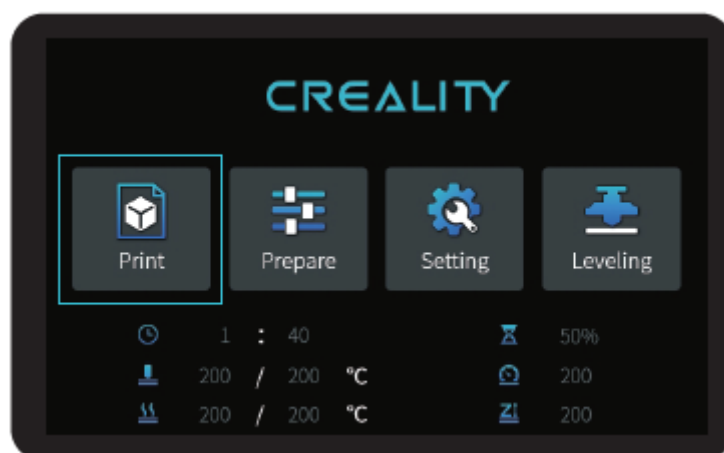 CREALITY
Print Prepare Setting Leveling
1 : 40 50%
200 / 200 °C 200
200 / 200 °C Z 200